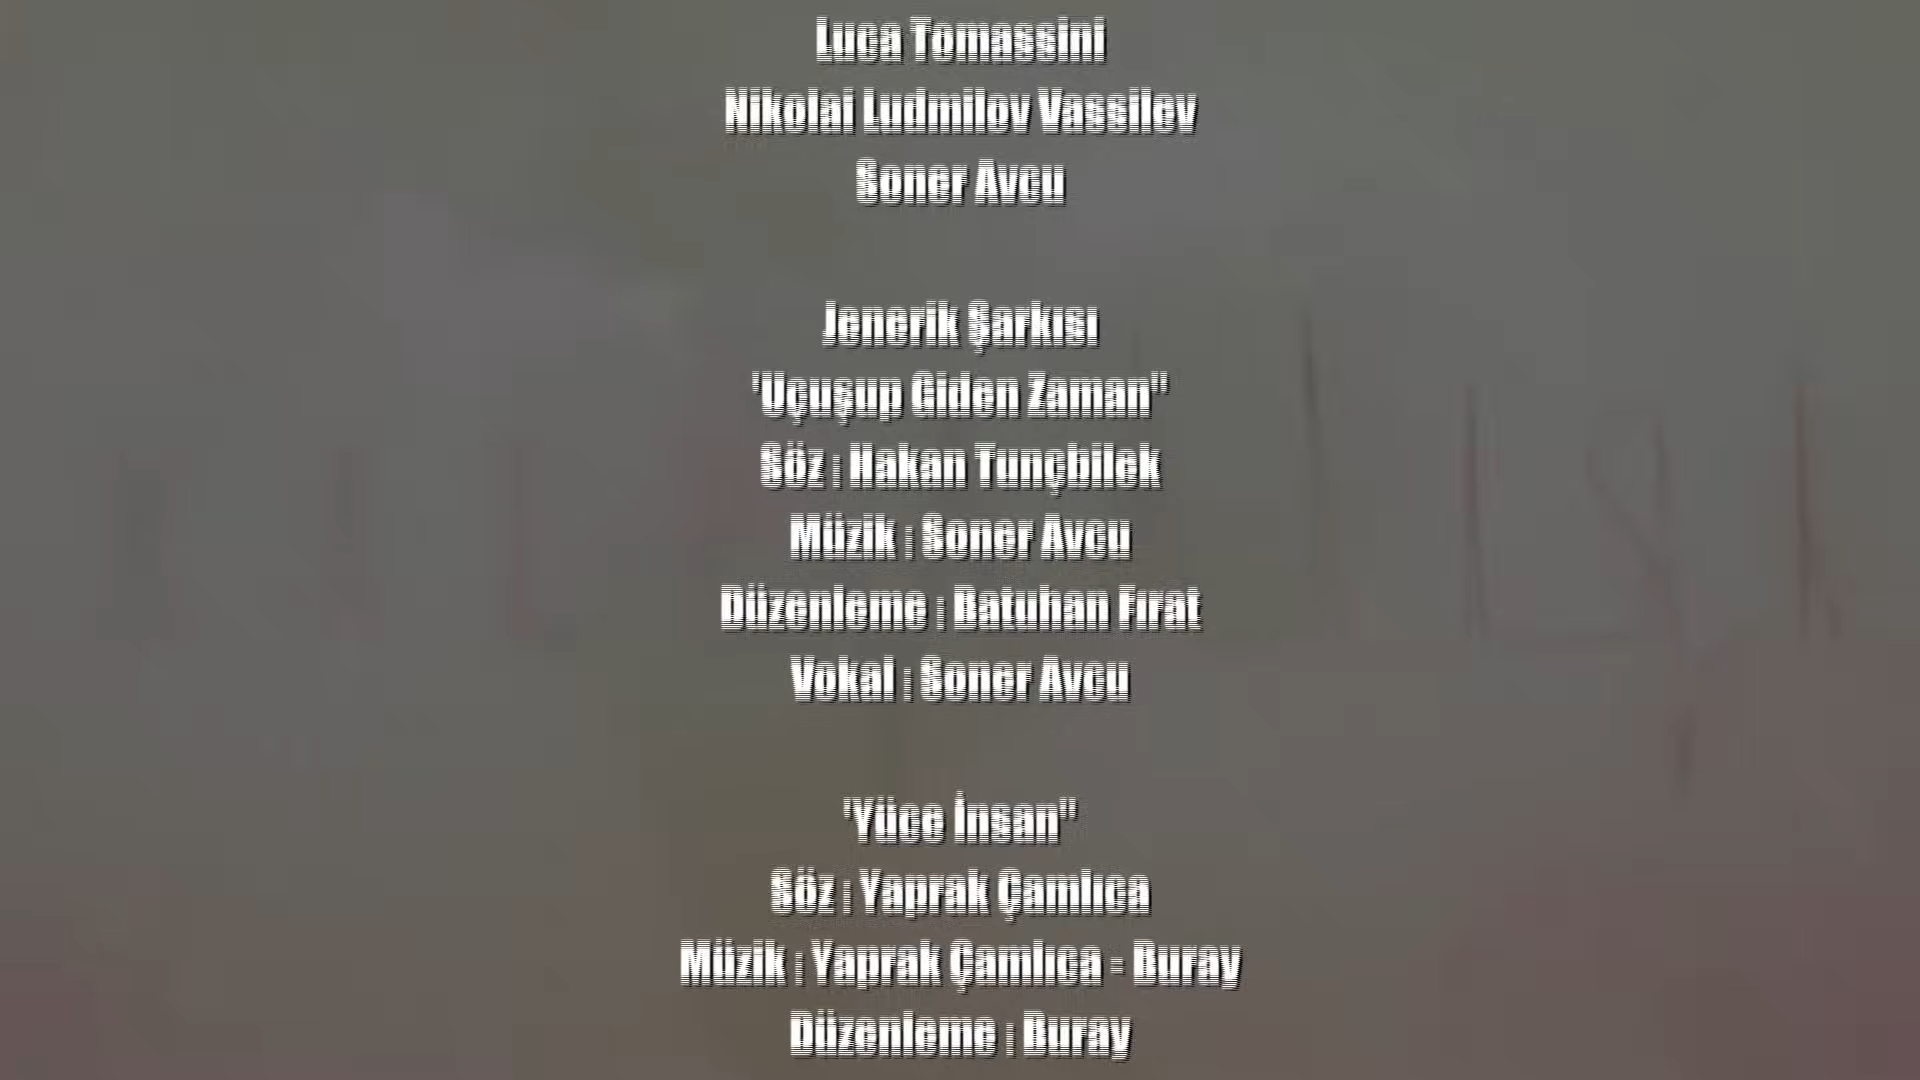 Luca Tomassini
Nikolai Ludmilov Vassilev
Soner Avcu
Jenerik Şarkısı
'Uçuşup Giden Zaman"
Söz : Hakan Tunçbilek
Müzik : Soner Avcu
Düzenleme : Batuhan Fırat
Vokal : Soner Avcu
'Yüce İnsan"
Söz : Yaprak Çamlıca
Müzik : Yaprak Çamlıca - Buray
Düzenleme : Buray